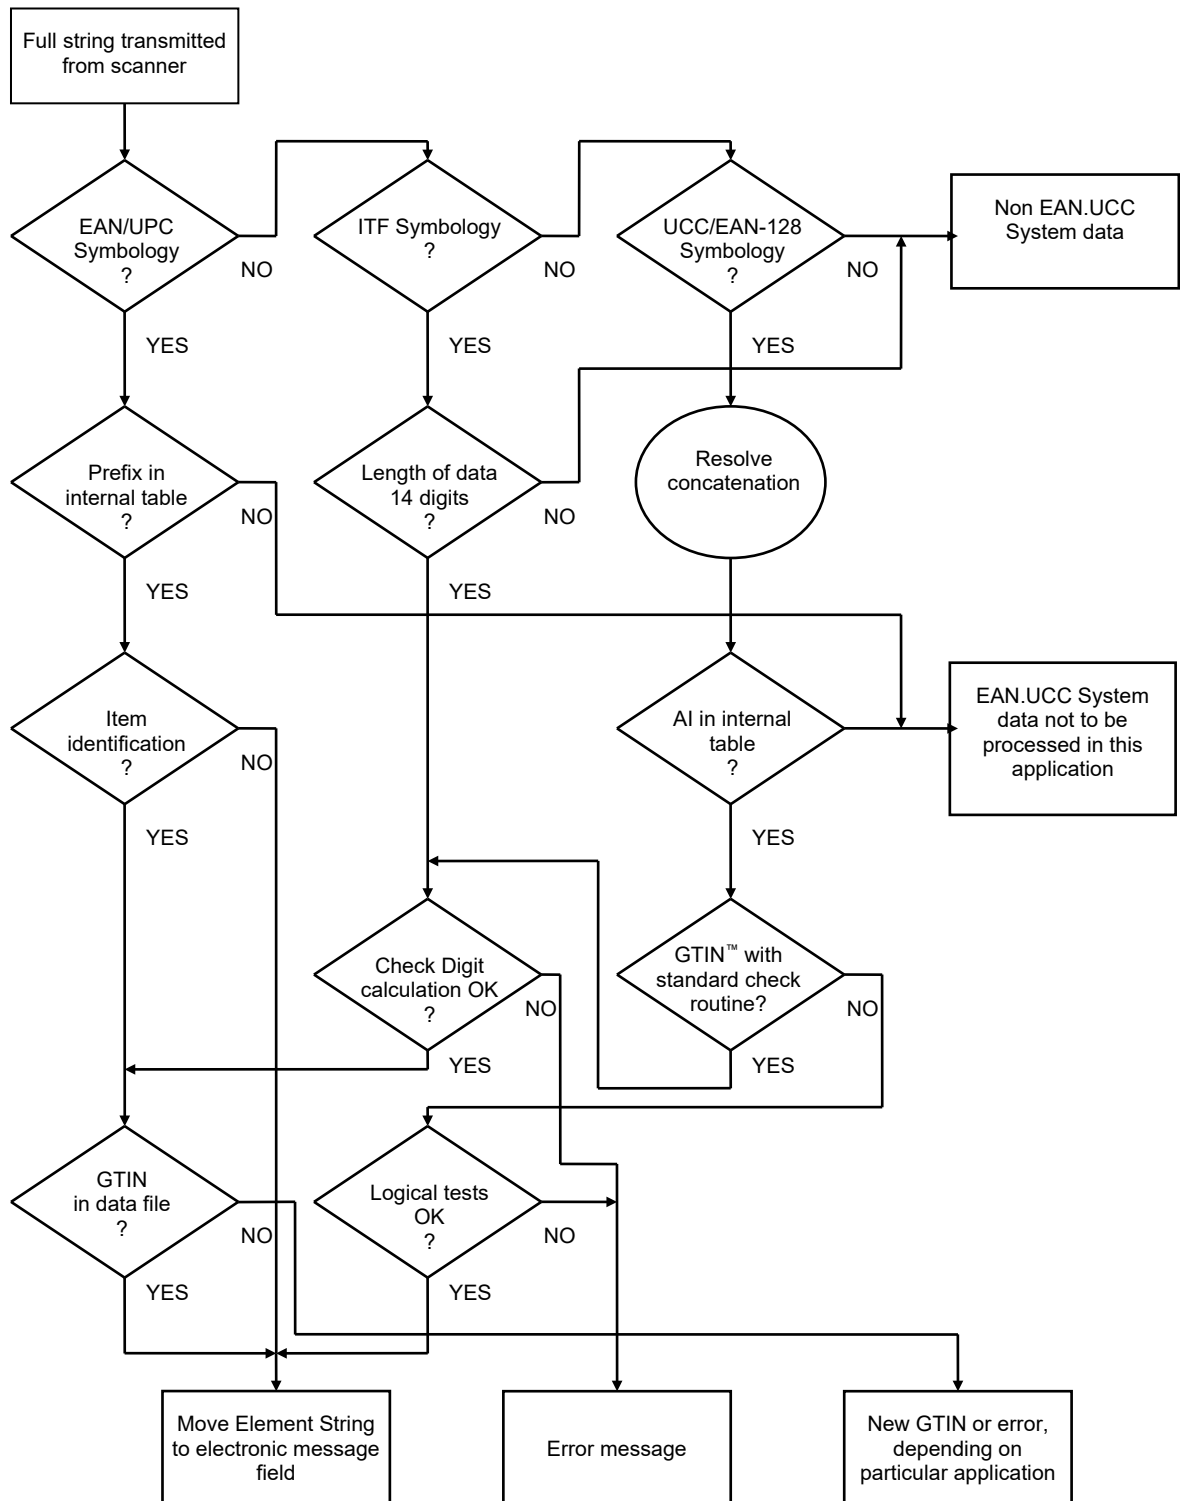 Full string transmitted
from scanner
EAN/UPC
Symbology
?
NO
YES
ITF Symbology
?
NO
YES
UCC/EAN-128
Symbology
?
NO
YES
Non EAN.UCC
System data
Prefix in
internal table
?
NO
YES
Length of data
14 digits
?
NO
YES
Resolve
concatenation
Item
identification
?
NO
YES
AI in internal
table
?
YES
EAN.UCC System
data not to be
processed in this
application
Check Digit
calculation OK
?
NO
YES
GTIN™ with
standard check
routine?
NO
YES
GTIN
in data file
?
NO
YES
Logical tests
OK
?
NO
YES
Move Element String
to electronic message
field
Error message
New GTIN or error,
depending on
particular application